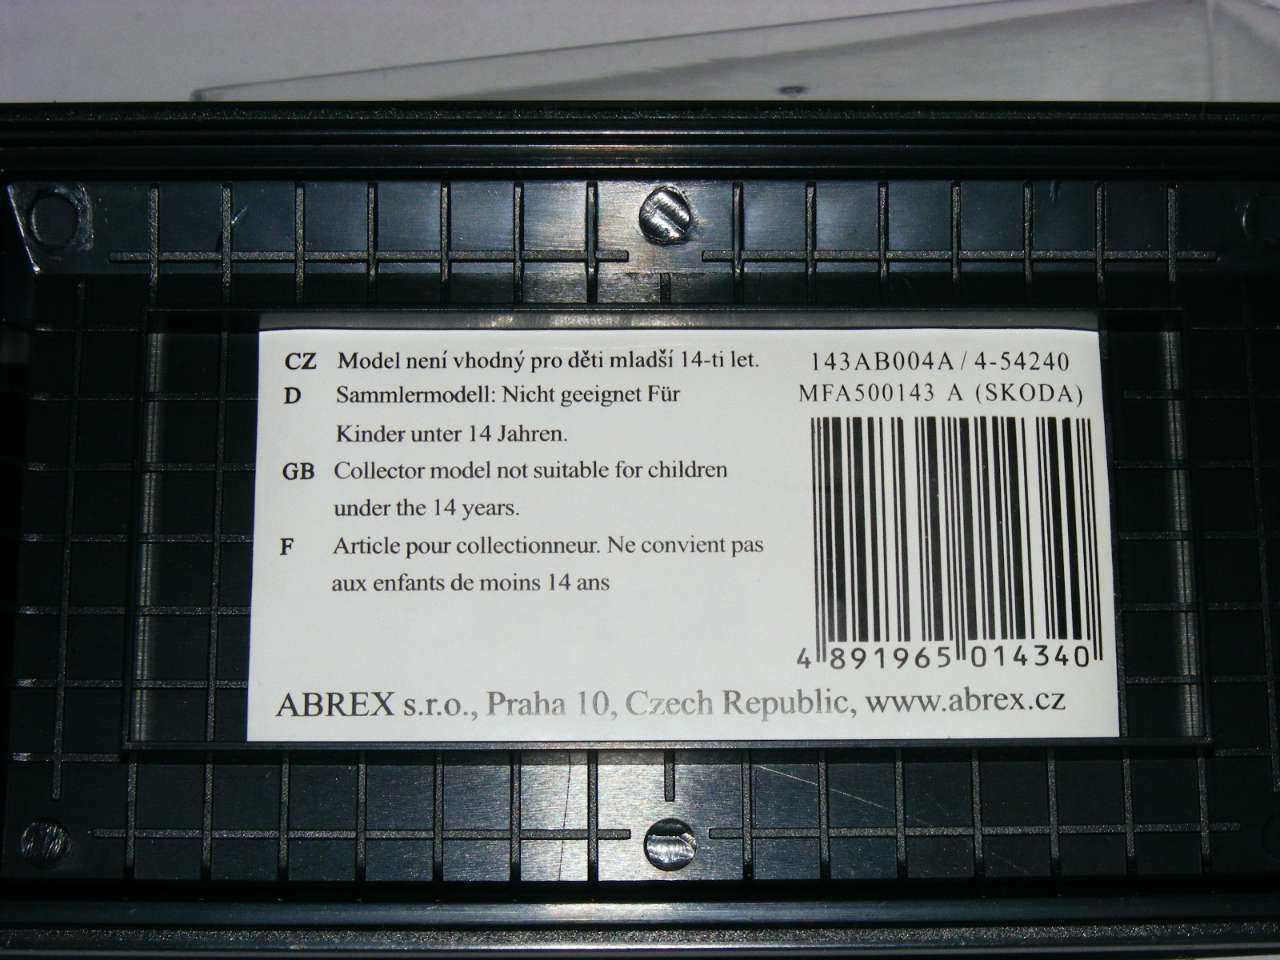 CZ Model není vhodný pro děti mladší 14-ti let.
D Sammlermodell: Nicht geeignet Für
Kinder unter 14 Jahren.
GB Collector model not suitable for children
under the 14 years.
F Article pour collectionneur. Ne convient pas
aux enfants de moins 14 ans
143AB004A / 4-54240
MFA500143 A (SKODA)
4 891965 014340
ABREX s.r.o., Praha 10, Czech Republic, www.abrex.cz